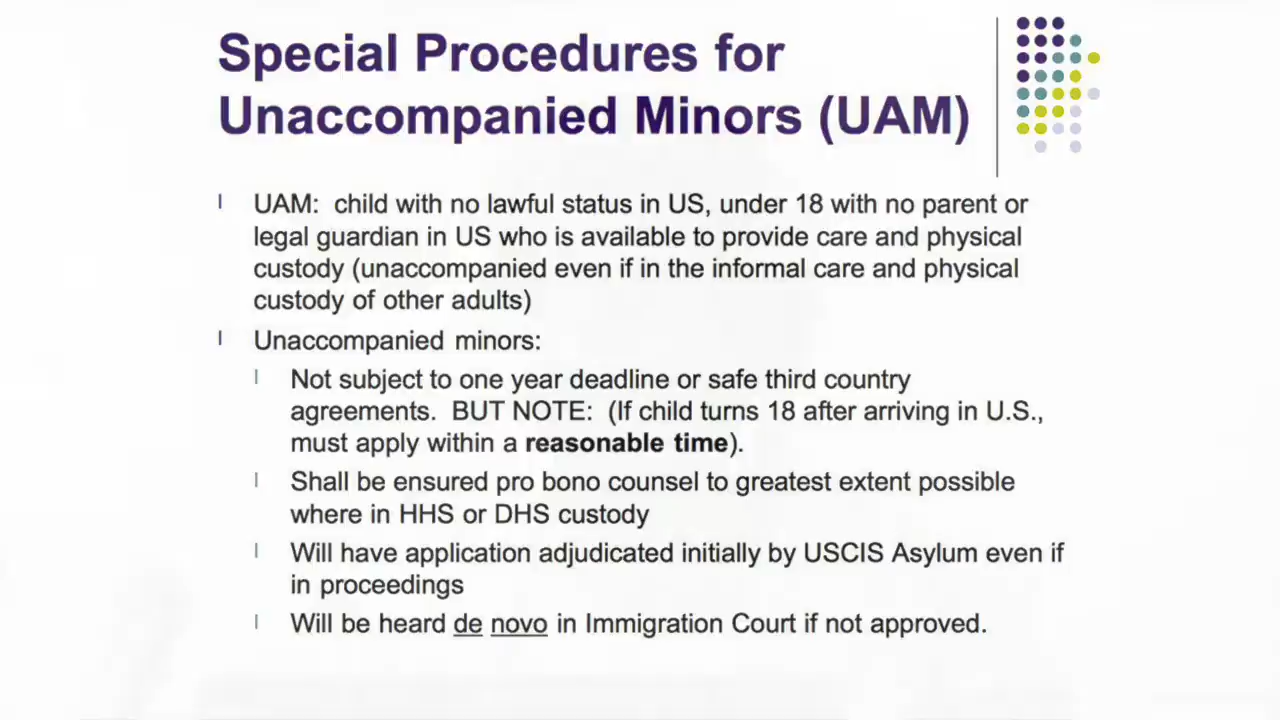 Special Procedures for
Unaccompanied Minors (UAM)
UAM: child with no lawful status in US, under 18 with no parent or
legal guardian in US who is available to provide care and physical
custody (unaccompanied even if in the informal care and physical
custody of other adults)
Unaccompanied minors:
Not subject to one year deadline or safe third country
agreements. BUT NOTE: (If child turns 18 after arriving in U.S.,
must apply within a reasonable time).
Shall be ensured pro bono counsel to greatest extent possible
where in HHS or DHS custody
Will have application adjudicated initially by USCIS Asylum even if
in proceedings
Will be heard de novo in Immigration Court if not approved.